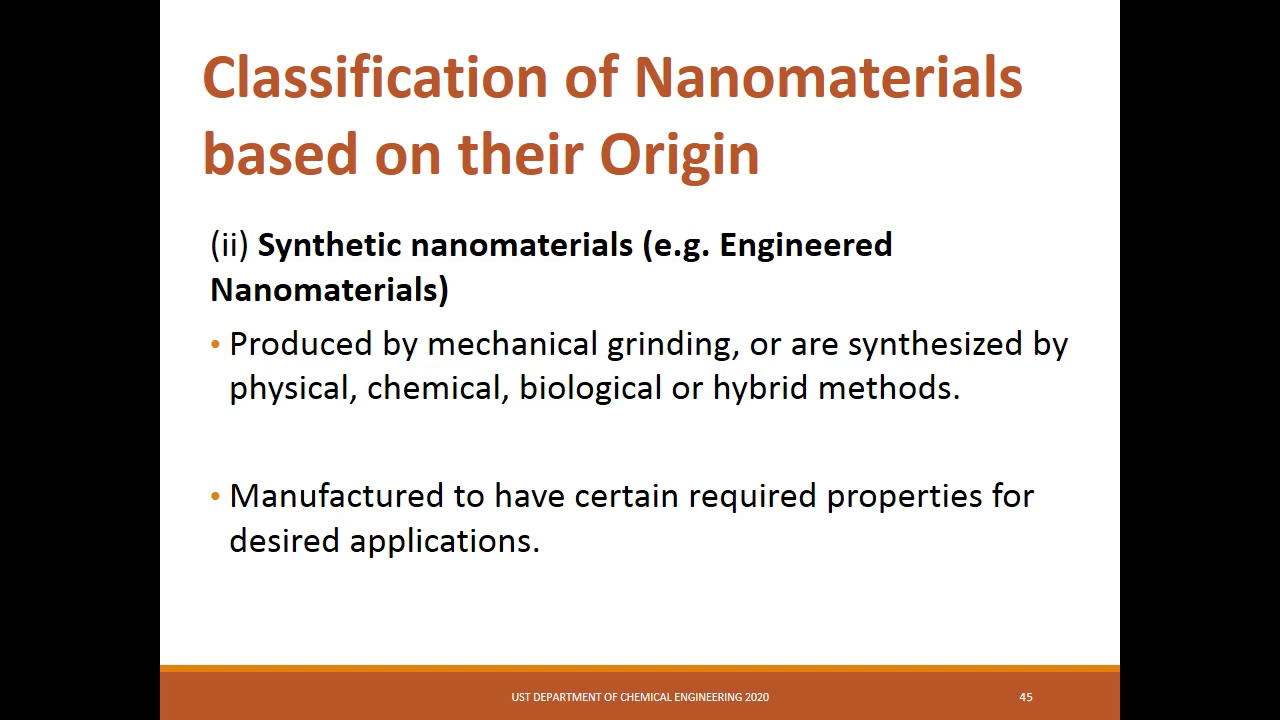 Classification of Nanomaterials
based on their Origin
(ii) Synthetic nanomaterials (e.g. Engineered
Nanomaterials)
• Produced by mechanical grinding, or are synthesized by
physical, chemical, biological or hybrid methods.
• Manufactured to have certain required properties for
desired applications.
UST DEPARTMENT OF CHEMICAL ENGINEERING 2020
45